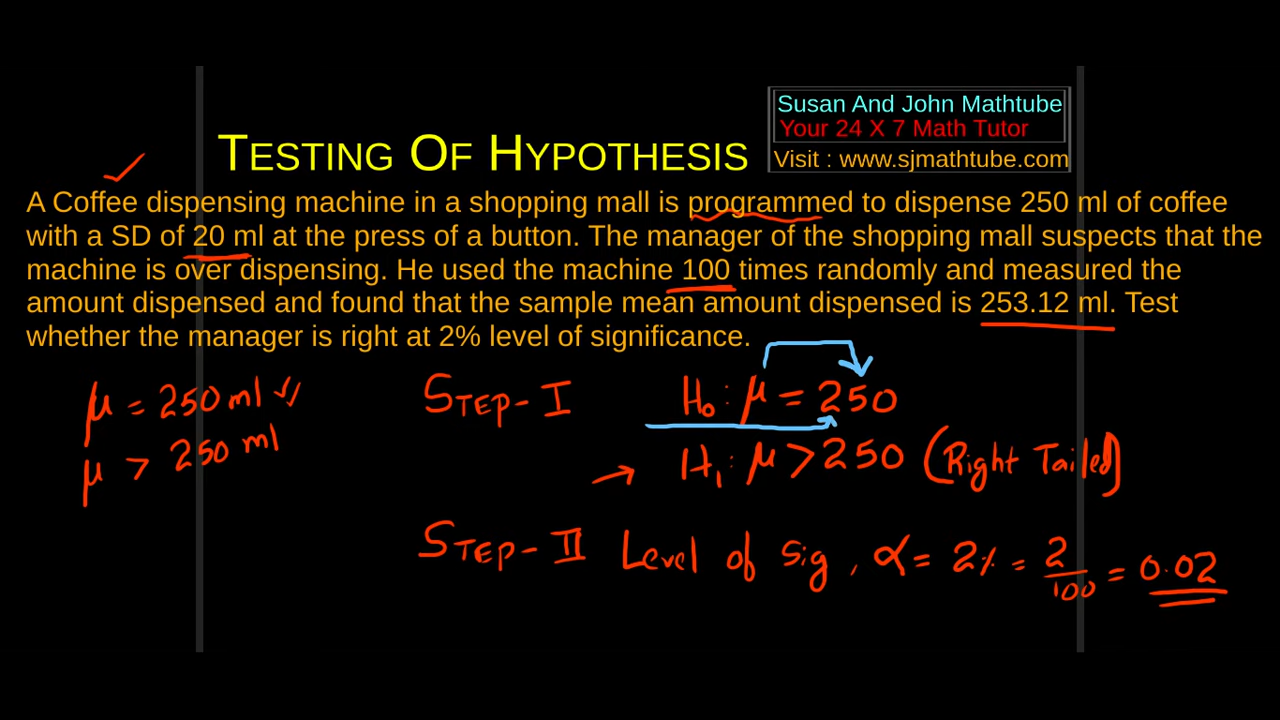 Susan And John Mathtube
Your 24 X 7 Math Tutor
TESTING OF HYPOTHESIS
Visit : www.sjmathtube.com
A Coffee dispensing machine in a shopping mall is programmed to dispense 250 ml of coffee
with a SD of 20 ml at the press of a button. The manager of the shopping mall suspects that the
machine is over dispensing. He used the machine 100 times randomly and measured the
amount dispensed and found that the sample mean amount dispensed is 253.12 ml. Test
whether the manager is right at 2% level of significance.
μ = 250 ml
μ > 250 ml
STEP-I H₀ : μ = 250
H₁ : μ > 250 (Right Tailed)
STEP-II Level of Sig, α = 2% = 2/100 = 0.02